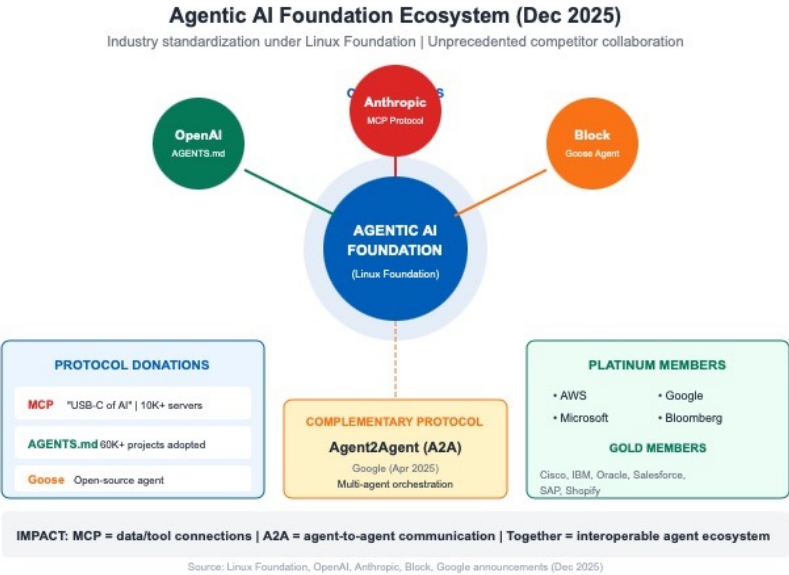 Agentic AI Foundation Ecosystem (Dec 2025)
Industry standardization under Linux Foundation | Unprecedented competitor collaboration
Anthropic
MCP Protocol
OpenAI
AGENTS.md
Block
Goose Agent
AGENTIC AI
FOUNDATION
(Linux Foundation)
PROTOCOL DONATIONS
MCP "USB-C of AI" | 10K+ servers
AGENTS.md 60K+ projects adopted
Goose Open-source agent
COMPLEMENTARY PROTOCOL
Agent2Agent (A2A)
Google (Apr 2025)
Multi-agent orchestration
PLATINUM MEMBERS
• AWS • Google
• Microsoft • Bloomberg
GOLD MEMBERS
Cisco, IBM, Oracle, Salesforce,
SAP, Shopify
IMPACT: MCP = data/tool connections | A2A = agent-to-agent communication | Together = interoperable agent ecosystem
Source: Linux Foundation, OpenAI, Anthropic, Block, Google announcements (Dec 2025)